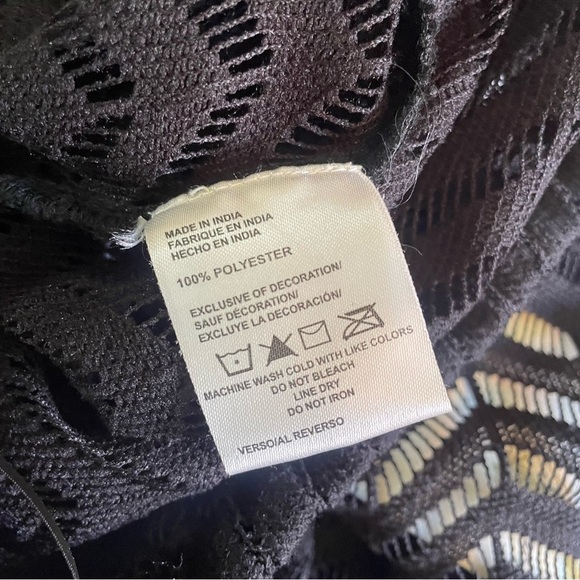 MADE IN INDIA
FABRIQUE EN INDIA
HECHO EN INDIA
100% POLYESTER
EXCLUSIVE OF DECORATION/
SAUF DÉCORATION/
EXCLUYE LA DECORACIÓN/
MACHINE WASH COLD WITH LIKE COLORS
DO NOT BLEACH
LINE DRY
DO NOT IRON
VERSO/AL REVERSO